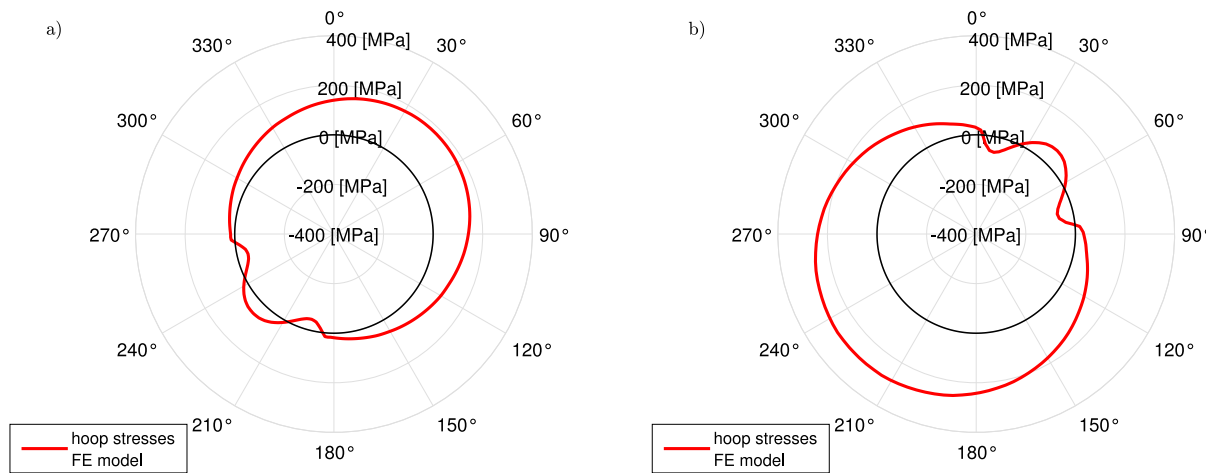 a)
0°
30°
60°
90°
120°
150°
180°
210°
240°
270°
300°
330°
400 [MPa]
200 [MPa]
0 [MPa]
-200 [MPa]
-400 [MPa]
hoop stresses
FE model
b)
0°
30°
60°
90°
120°
150°
180°
210°
240°
270°
300°
330°
400 [MPa]
200 [MPa]
0 [MPa]
-200 [MPa]
-400 [MPa]
hoop stresses
FE model